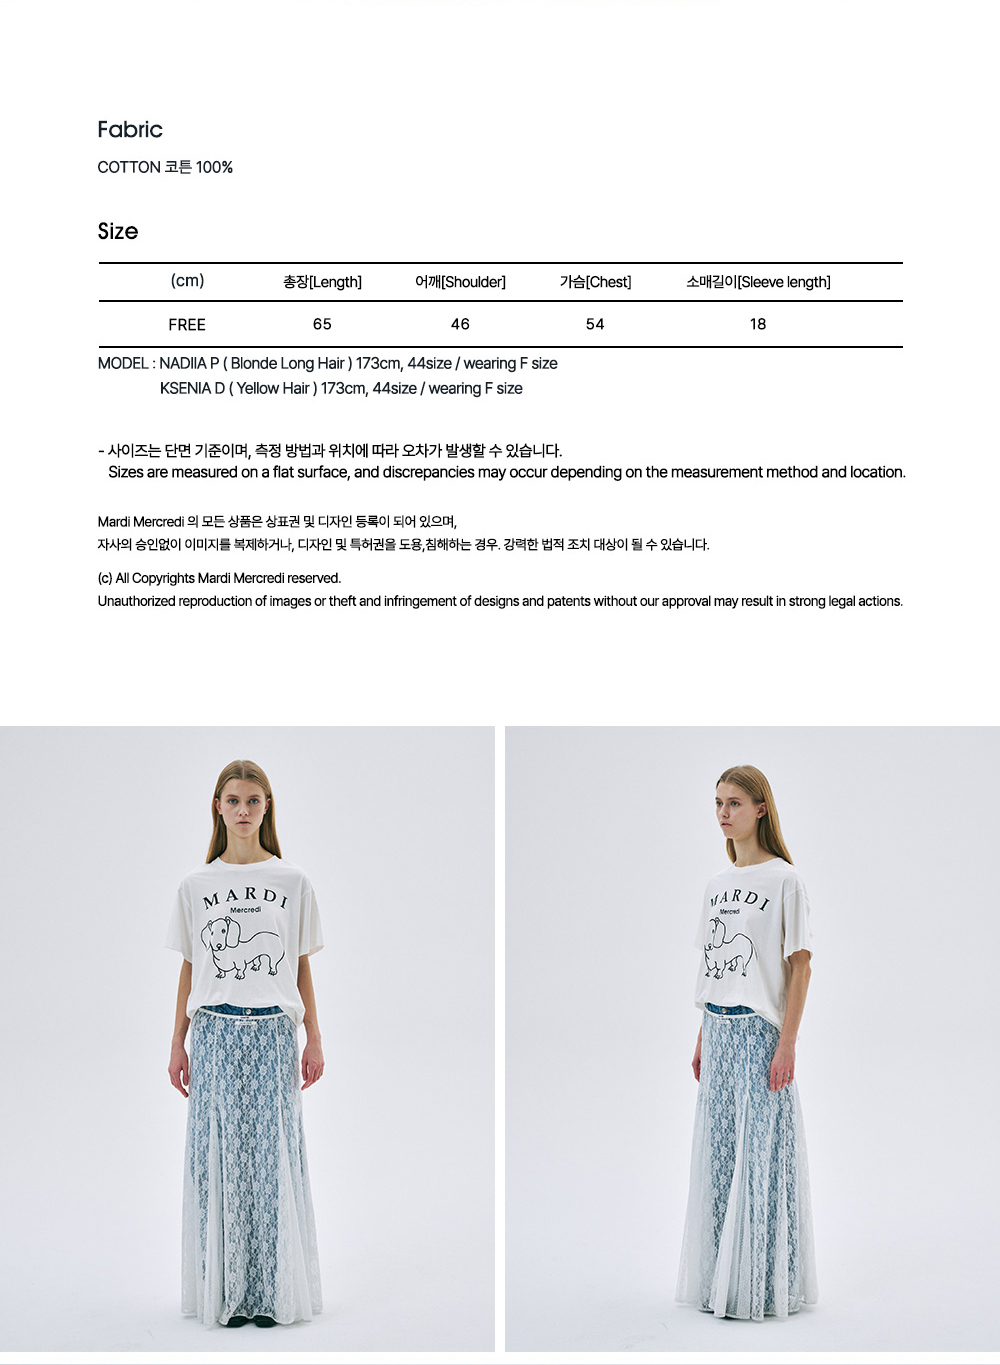 Fabric
COTTON 코튼 100%
Size
(cm) 총장[Length] 어깨[Shoulder] 가슴[Chest] 소매길이[Sleeve length]
FREE 65 46 54 18
MODEL : NADIIA P ( Blonde Long Hair ) 173cm, 44size / wearing F size
KSENIA D ( Yellow Hair ) 173cm, 44size / wearing F size
- 사이즈는 단면 기준이며, 측정 방법과 위치에 따라 오차가 발생할 수 있습니다.
Sizes are measured on a flat surface, and discrepancies may occur depending on the measurement method and location.
Mardi Mercredi 의 모든 상품은 상표권 및 디자인 등록이 되어 있으며,
자사의 승인없이 이미지를 복제하거나, 디자인 및 특허권을 도용,침해하는 경우. 강력한 법적 조치 대상이 될 수 있습니다.
(c) All Copyrights Mardi Mercredi reserved.
Unauthorized reproduction of images or theft and infringement of designs and patents without our approval may result in strong legal actions.
MARDI
Mercredi
MARDI
Mercredi